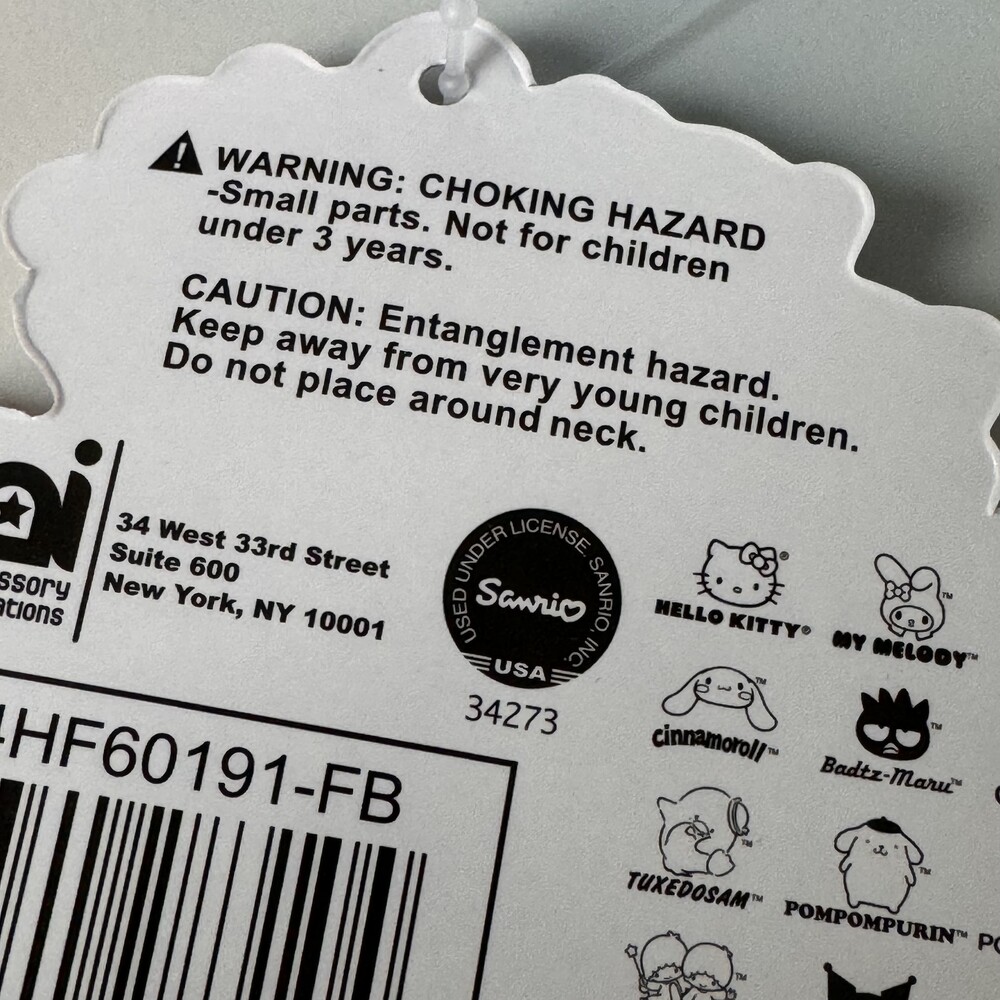 WARNING: CHOKING HAZARD
-Small parts. Not for children
under 3 years.
CAUTION: Entanglement hazard.
Keep away from very young children.
Do not place around neck.
ai
34 West 33rd Street
Suite 600
New York, NY 10001
USED UNDER LICENSE SANRIO, INC.
Sanrio
USA
34273
HELLO KITTY®
MY MELODY™
cinnamoroll™
Badtz-Maru™
TUXEDOSAM™
POMPOMPURIN™
HF60191-FB